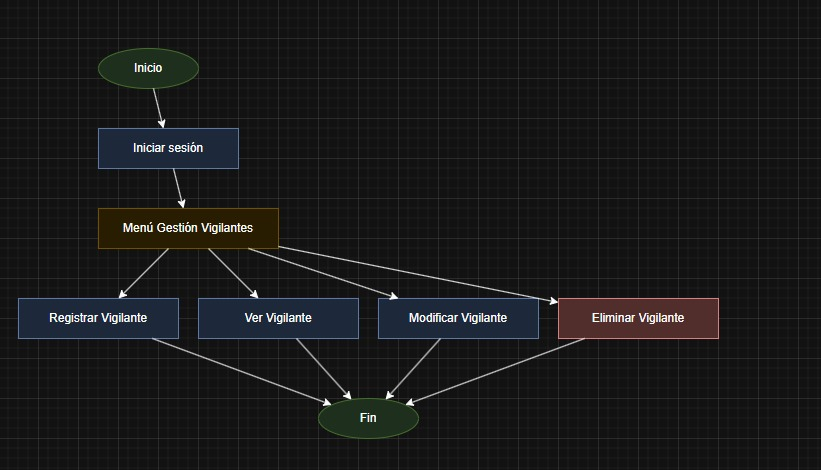 Inicio
Iniciar sesión
Menú Gestión Vigilantes
Registrar Vigilante
Ver Vigilante
Modificar Vigilante
Eliminar Vigilante
Fin